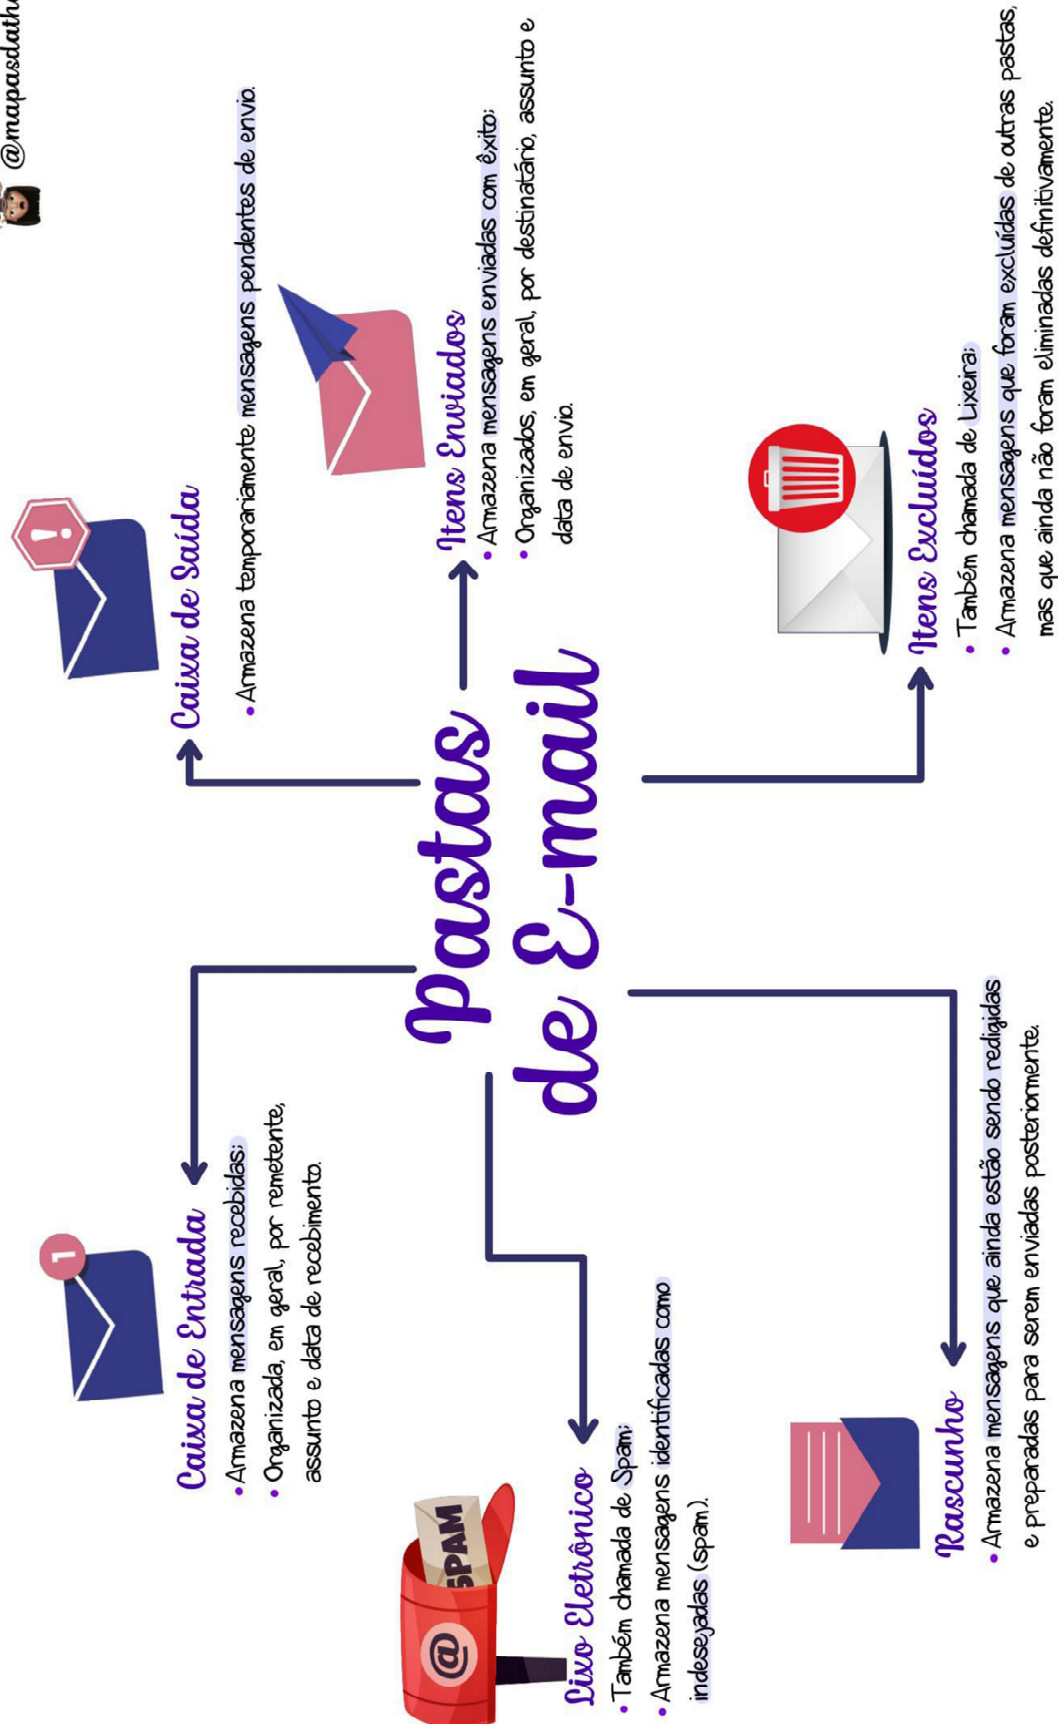 @mapasdath
Pastas
de E-mail
1
Caixa de Entrada
• Armazena mensagens recebidas;
• Organizada, em geral, por remetente,
assunto e data de recebimento.
Caixa de Saída
• Armazena temporariamente mensagens pendentes de envio.
Itens Enviados
• Armazena mensagens enviadas com êxito;
• Organizados, em geral, por destinatário, assunto e
data de envio.
@
SPAM
Lixo Eletrônico
• Também chamada de Spam;
• Armazena mensagens identificadas como
indesejadas (spam).
Rascunho
• Armazena mensagens que ainda estão sendo redigidas
e preparadas para serem enviadas posteriormente.
Itens Excluídos
• Também chamada de Lixeira;
• Armazena mensagens que foram excluídas de outras pastas,
mas que ainda não foram eliminadas definitivamente.